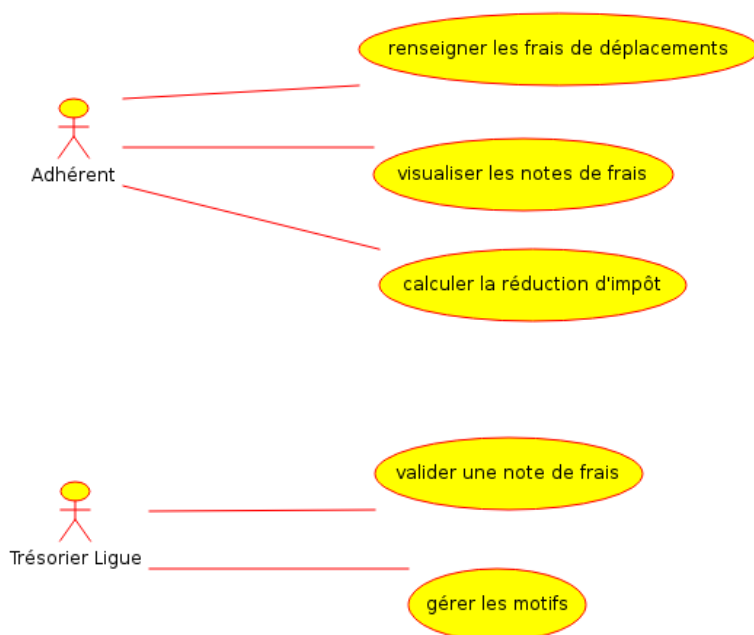 renseigner les frais de déplacements
Adhérent
visualiser les notes de frais
calculer la réduction d'impôt
valider une note de frais
Trésorier Ligue
gérer les motifs